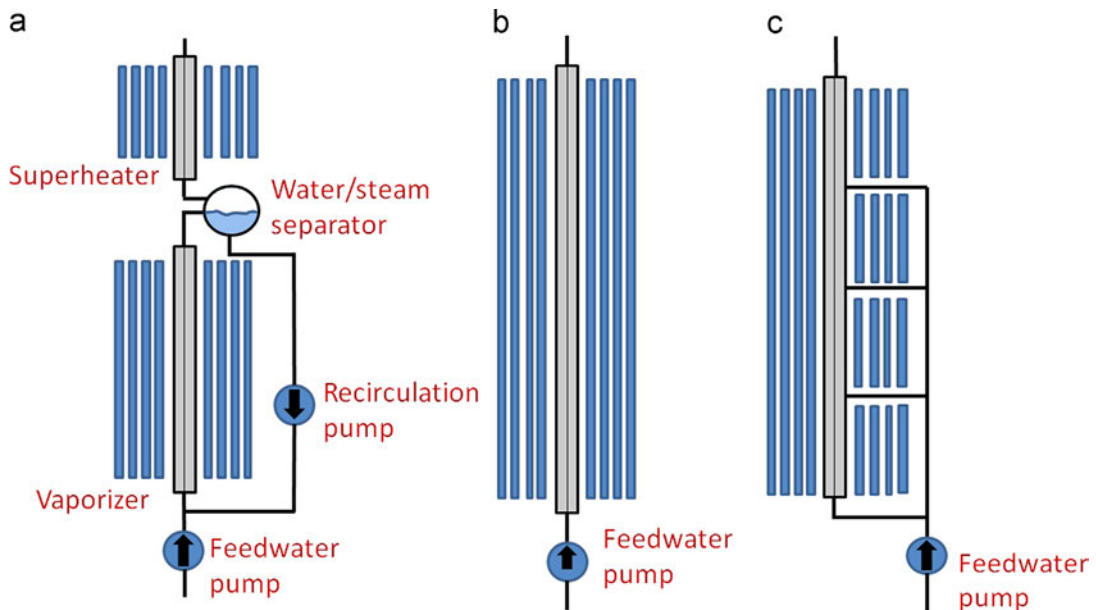 a
Superheater
Water/steam
separator
Recirculation
pump
Vaporizer
Feedwater
pump
b
Feedwater
pump
c
Feedwater
pump